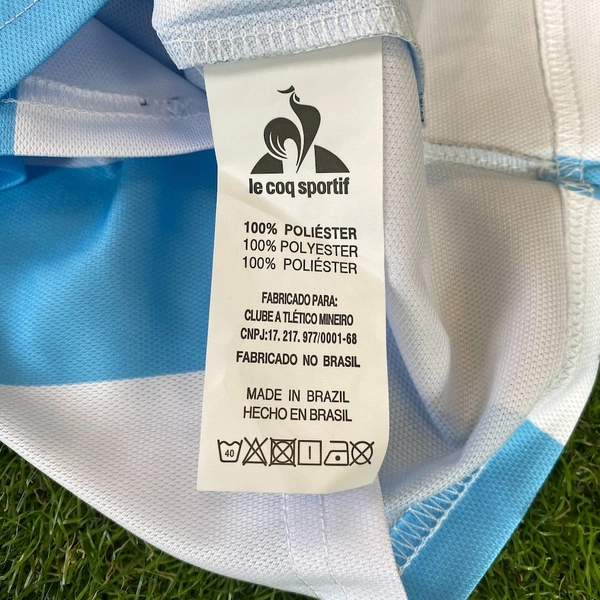 le coq sportif
100% POLIÉSTER
100% POLYESTER
100% POLIÉSTER
FABRICADO PARA:
CLUBE A TLÉTICO MINEIRO
CNPJ:17. 217. 977/0001-68
FABRICADO NO BRASIL
MADE IN BRAZIL
HECHO EN BRASIL
40